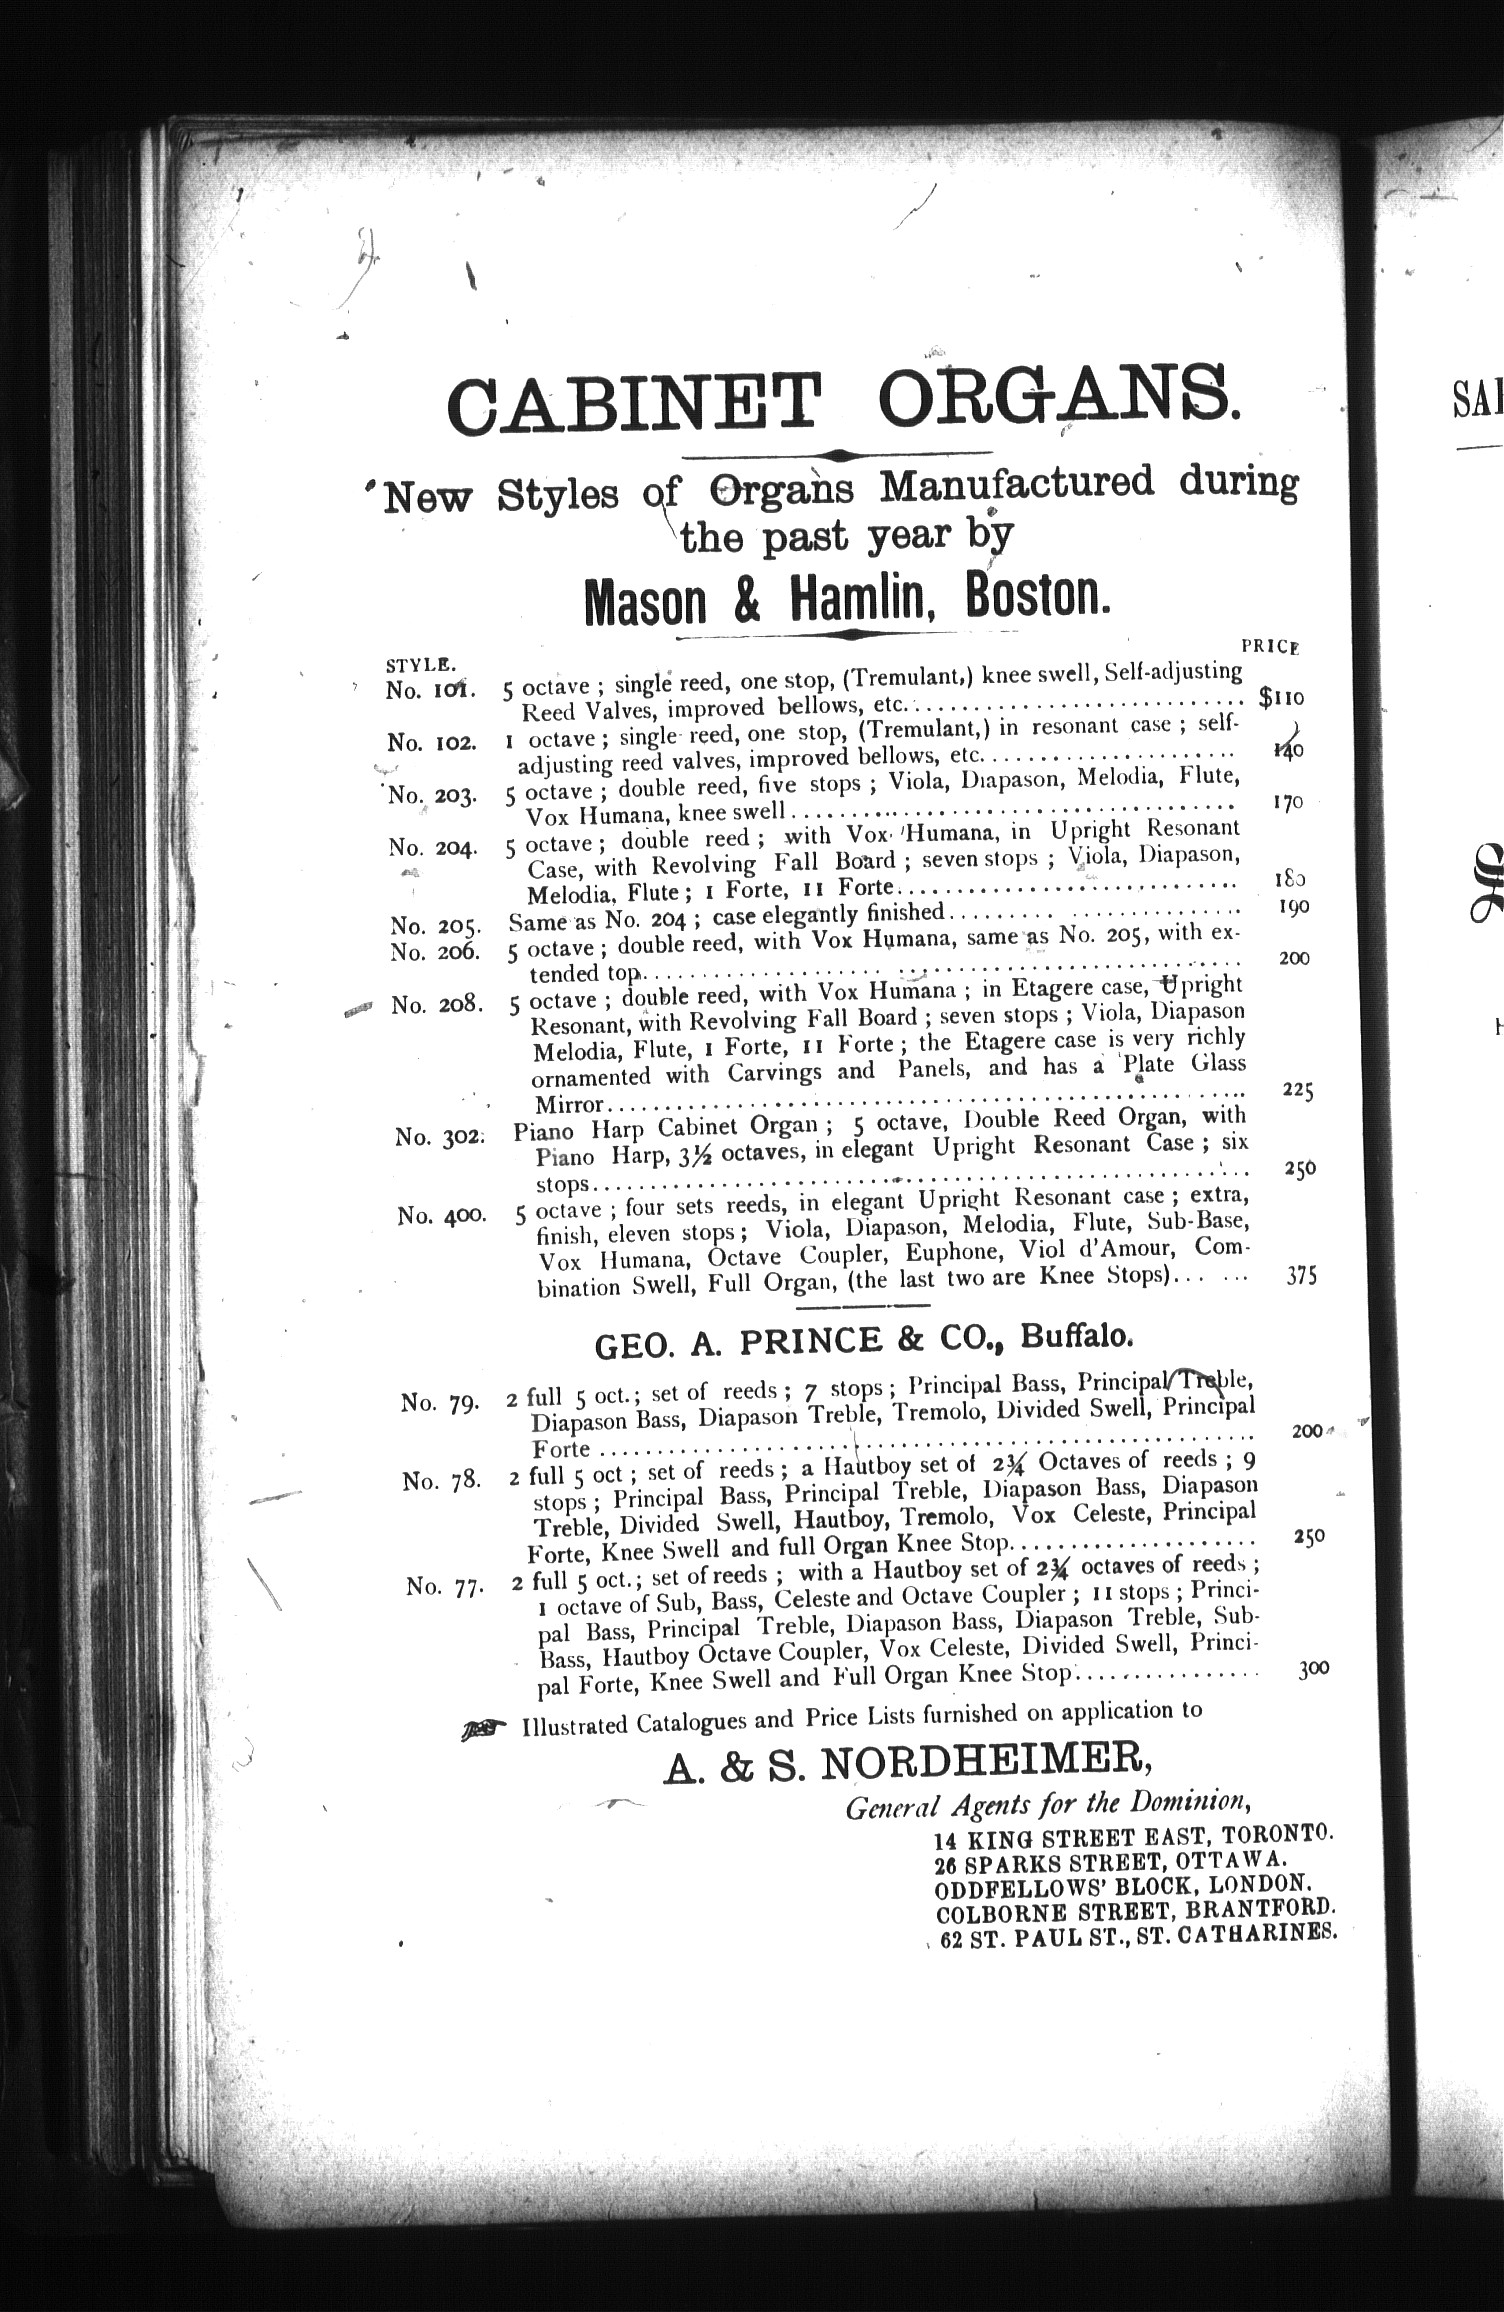 CABINET ORGANS.
New Styles of Organs Manufactured during
the past year by
Mason & Hamlin, Boston.
STYLE. PRICE
No. 101. 5 octave ; single reed, one stop, (Tremulant,) knee swell, Self-adjusting
Reed Valves, improved bellows, etc. $110
No. 102. 1 octave ; single reed, one stop, (Tremulant,) in resonant case ; self-
adjusting reed valves, improved bellows, etc. 140
No. 203. 5 octave ; double reed, five stops ; Viola, Diapason, Melodia, Flute,
Vox Humana, knee swell 170
No. 204. 5 octave ; double reed ; with Vox Humana, in Upright Resonant
Case, with Revolving Fall Board ; seven stops ; Viola, Diapason,
Melodia, Flute ; 1 Forte, 11 Forte 180
No. 205. Same as No. 204 ; case elegantly finished 190
No. 206. 5 octave ; double reed, with Vox Humana, same as No. 205, with ex-
tended top 200
No. 208. 5 octave ; double reed, with Vox Humana ; in Etagere case, Upright
Resonant, with Revolving Fall Board ; seven stops ; Viola, Diapason
Melodia, Flute, 1 Forte, 11 Forte ; the Etagere case is very richly
ornamented with Carvings and Panels, and has a Plate Glass
Mirror 225
No. 302. Piano Harp Cabinet Organ ; 5 octave, Double Reed Organ, with
Piano Harp, 3½ octaves, in elegant Upright Resonant Case ; six
stops 250
No. 400. 5 octave ; four sets reeds, in elegant Upright Resonant case ; extra,
finish, eleven stops ; Viola, Diapason, Melodia, Flute, Sub-Base,
Vox Humana, Octave Coupler, Euphone, Viol d'Amour, Com-
bination Swell, Full Organ, (the last two are Knee Stops) 375
GEO. A. PRINCE & CO., Buffalo.
No. 79. 2 full 5 oct. ; set of reeds ; 7 stops ; Principal Bass, Principal Treble,
Diapason Bass, Diapason Treble, Tremolo, Divided Swell, Principal
Forte 200
No. 78. 2 full 5 oct ; set of reeds ; a Hautboy set of 2¾ Octaves of reeds ; 9
stops ; Principal Bass, Principal Treble, Diapason Bass, Diapason
Treble, Divided Swell, Hautboy, Tremolo, Vox Celeste, Principal
Forte, Knee Swell and full Organ Knee Stop 250
No. 77. 2 full 5 oct. ; set of reeds ; with a Hautboy set of 2¾ octaves of reeds ;
1 octave of Sub, Bass, Celeste and Octave Coupler ; 11 stops ; Princi-
pal Bass, Principal Treble, Diapason Bass, Diapason Treble, Sub-
Bass, Hautboy Octave Coupler, Vox Celeste, Divided Swell, Princi-
pal Forte, Knee Swell and Full Organ Knee Stop 300
Illustrated Catalogues and Price Lists furnished on application to
A. & S. NORDHEIMER,
General Agents for the Dominion,
14 KING STREET EAST, TORONTO.
26 SPARKS STREET, OTTAWA.
ODDFELLOWS' BLOCK, LONDON.
COLBORNE STREET, BRANTFORD.
62 ST. PAUL ST., ST. CATHARINES.